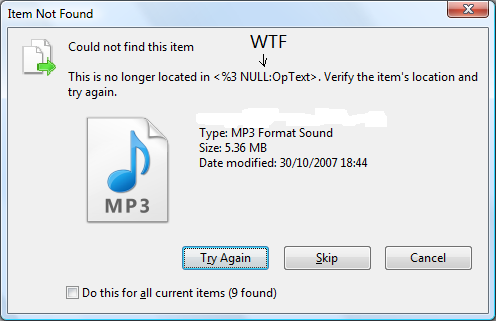 Item Not Found
Could not find this item
WTF
This is no longer located in <%3 NULL:OpText>. Verify the item's location and
try again.
Type: MP3 Format Sound
Size: 5.36 MB
Date modified: 30/10/2007 18:44
MP3
Try Again
Skip
Cancel
Do this for all current items (9 found)